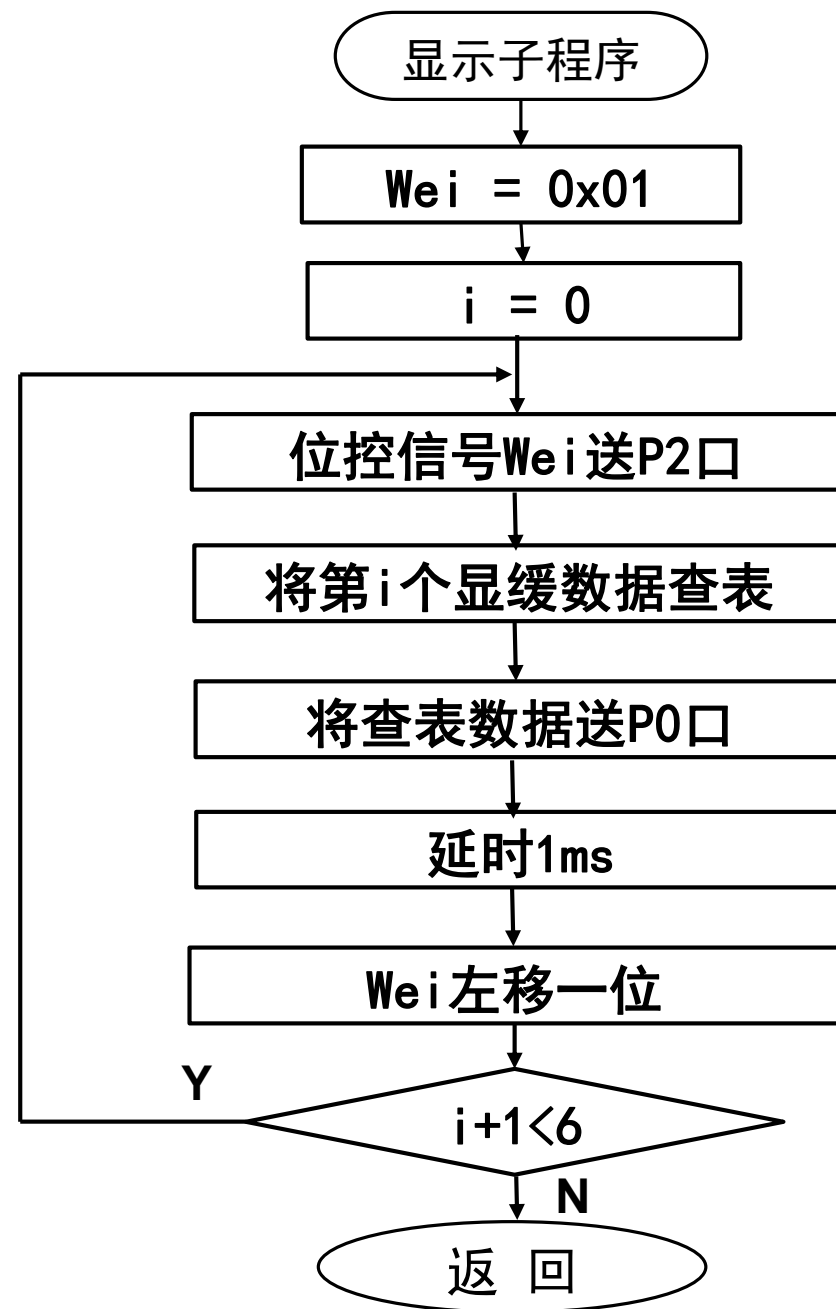 显示子程序
Wei = 0x01
i = 0
位控信号Wei送P2口
将第i个显缓数据查表
将查表数据送P0口
延时1ms
Wei左移一位
Y
i+1<6
N
返 回